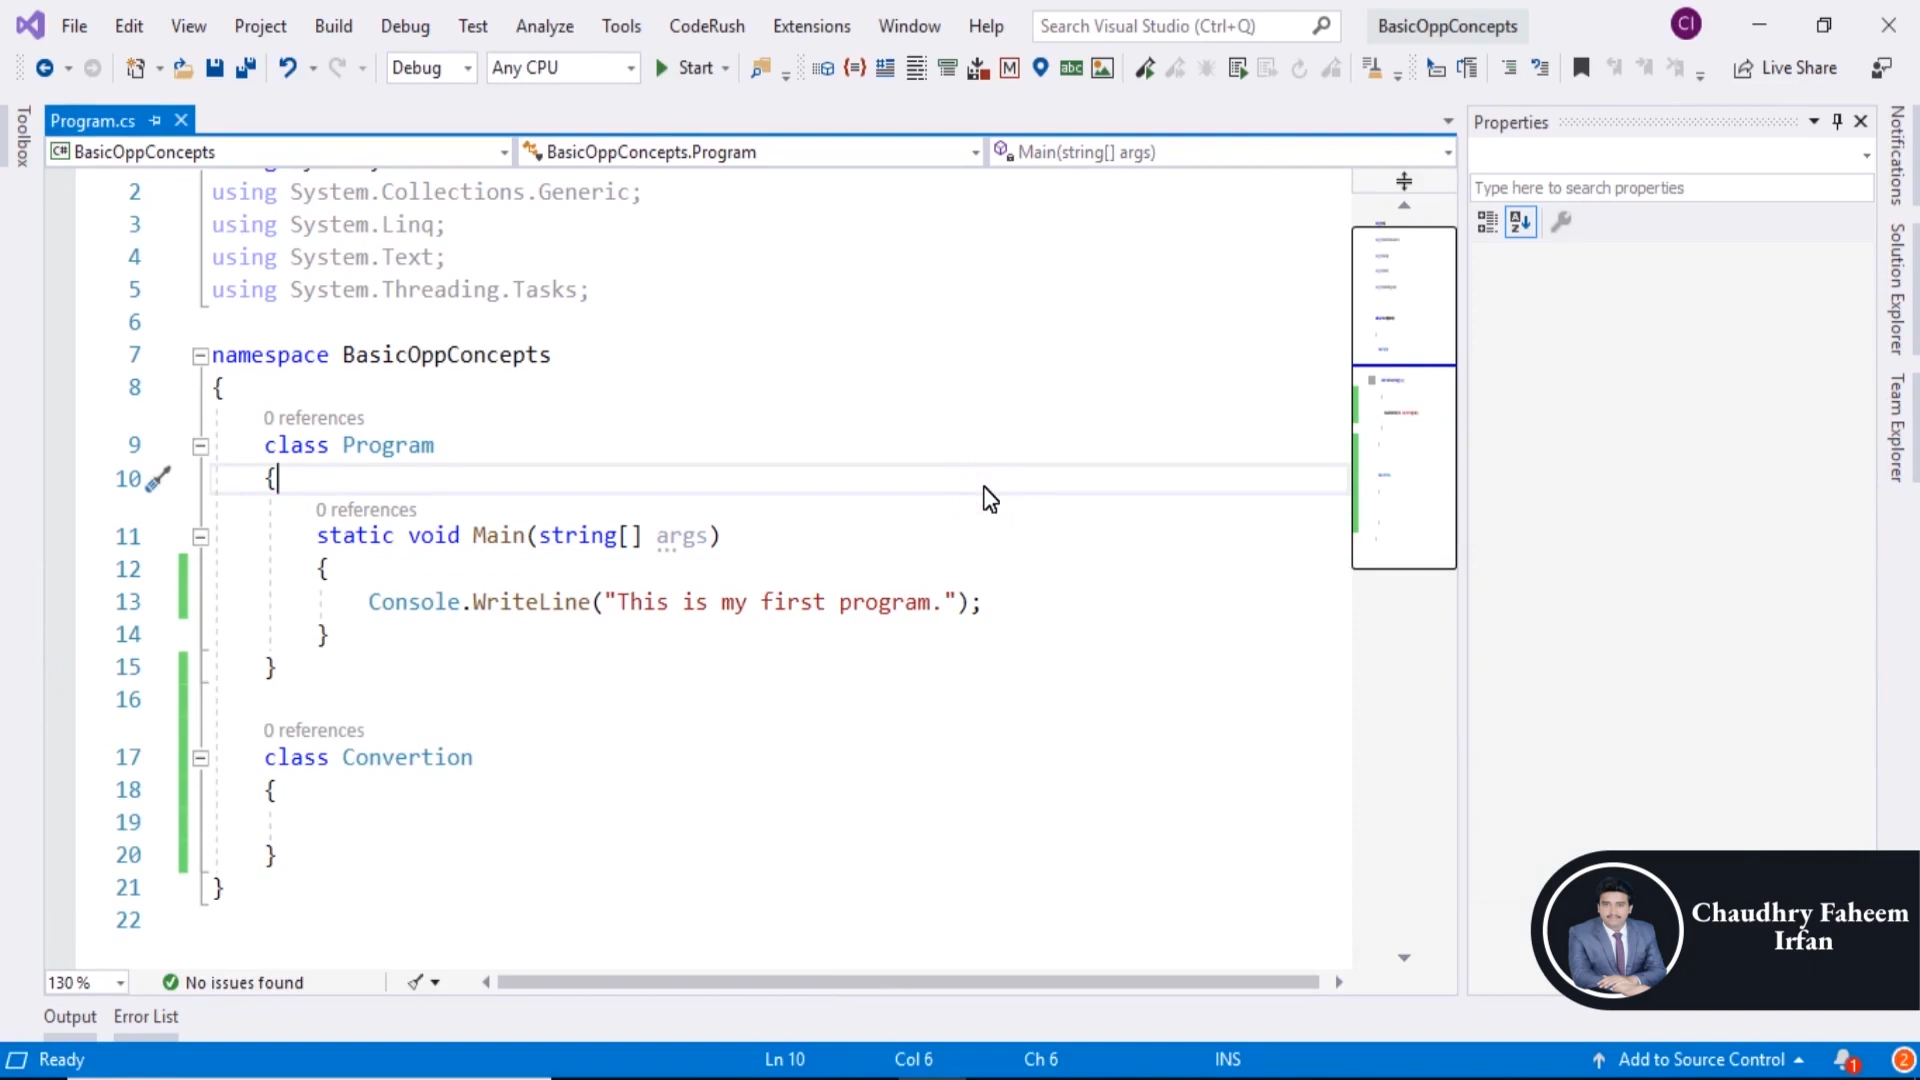 File Edit View Project Build Debug Test Analyze Tools CodeRush Extensions Window Help Search Visual Studio (Ctrl+Q) BasicOppConcepts CI
Debug Any CPU Start abc Live Share
Toolbox
Program.cs
BasicOppConcepts BasicOppConcepts.Program Main(string[] args)
2 using System.Collections.Generic;
3 using System.Linq;
4 using System.Text;
5 using System.Threading.Tasks;
6
7 namespace BasicOppConcepts
8 {
0 references
9 class Program
10 {
0 references
11 static void Main(string[] args)
12 {
13 Console.WriteLine("This is my first program.");
14 }
15 }
16
0 references
17 class Convertion
18 {
19
20 }
21 }
22
130 % No issues found
Properties
Type here to search properties
Notifications
Solution Explorer
Team Explorer
Chaudhry Faheem
Irfan
Output Error List
Ready Ln 10 Col 6 Ch 6 INS Add to Source Control 1 2